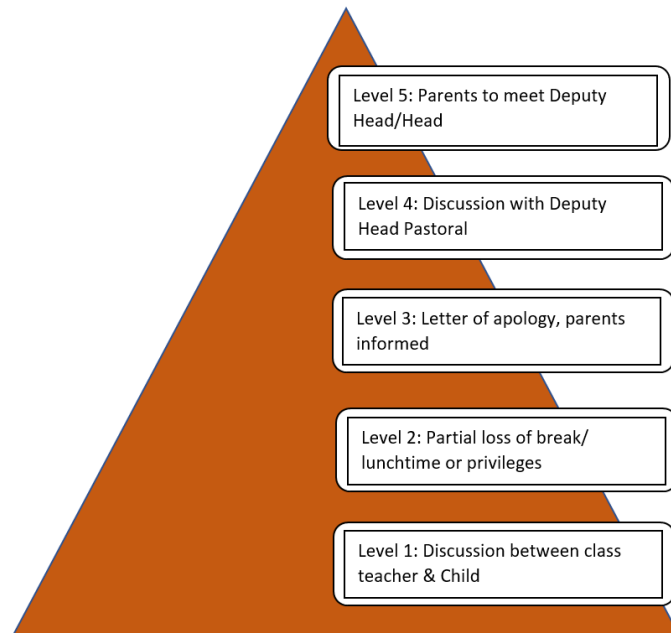 Level 5: Parents to meet Deputy
Head/Head
Level 4: Discussion with Deputy
Head Pastoral
Level 3: Letter of apology, parents
informed
Level 2: Partial loss of break/
lunchtime or privileges
Level 1: Discussion between class
teacher & Child